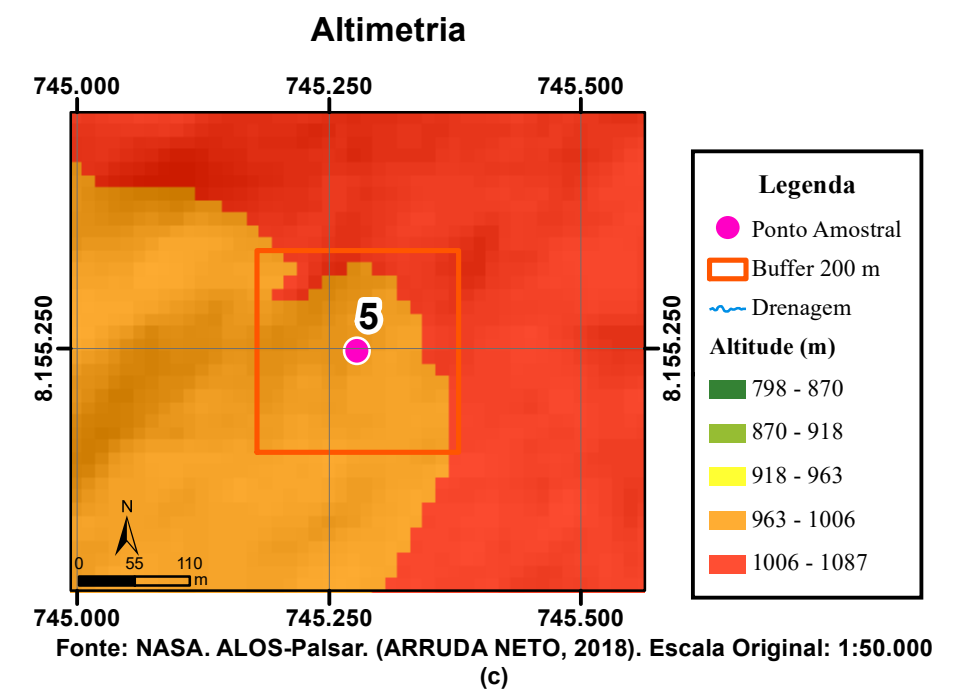 Altimetria
745.000 745.250 745.500
8.155.250
8.155.250
5
N
0 55 110
m
745.000 745.250 745.500
Legenda
Ponto Amostral
Buffer 200 m
Drenagem
Altitude (m)
798 - 870
870 - 918
918 - 963
963 - 1006
1006 - 1087
Fonte: NASA. ALOS-Palsar. (ARRUDA NETO, 2018). Escala Original: 1:50.000
(c)